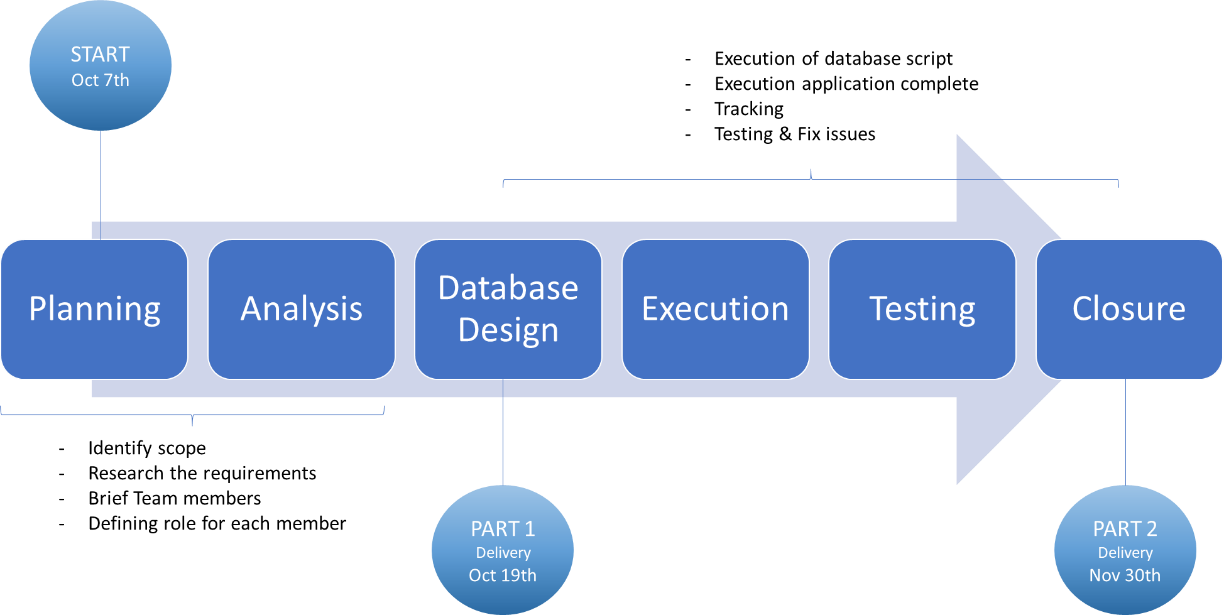 START
Oct 7th
- Execution of database script
- Execution application complete
- Tracking
- Testing & Fix issues
Planning
Analysis
Database
Design
Execution
Testing
Closure
- Identify scope
- Research the requirements
- Brief Team members
- Defining role for each member
PART 1
Delivery
Oct 19th
PART 2
Delivery
Nov 30th